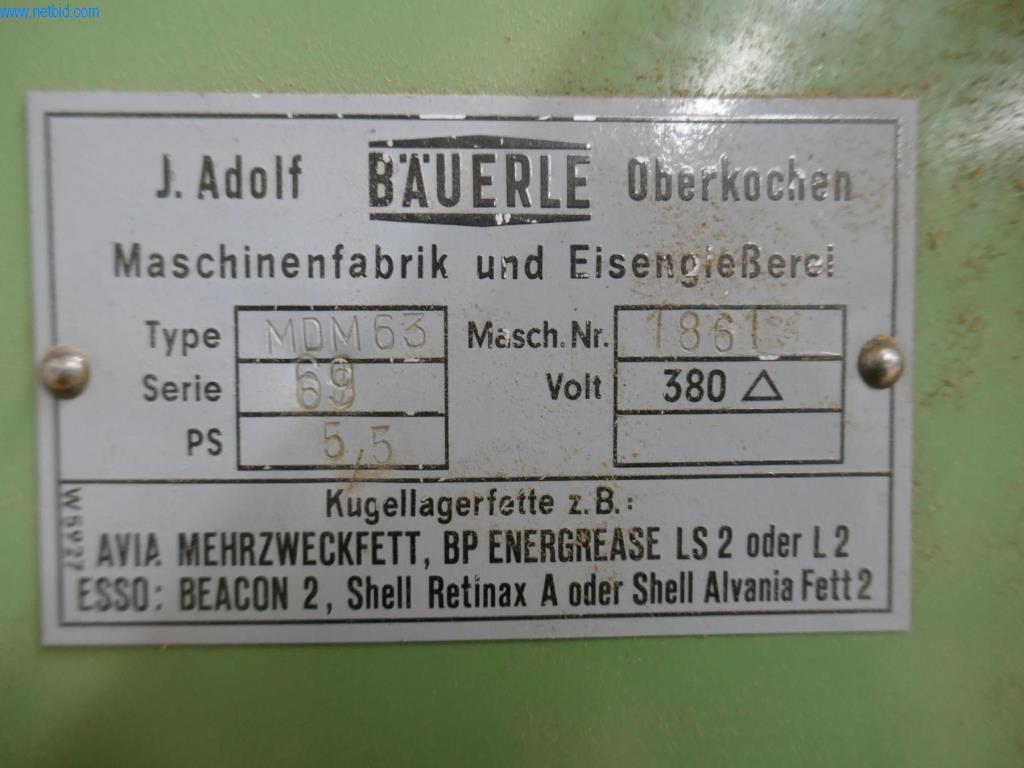 www.netbid.com
J. Adolf BÄUERLE Oberkochen
Maschinenfabrik und Eisengießerei
Type MDM63 Masch. Nr. 1861
Serie 69 Volt 380 △
PS 5,5
Kugellagerfette z.B.:
AVIA MEHRZWECKFETT, BP ENERGREASE LS 2 oder L 2
ESSO: BEACON 2, Shell Retinax A oder Shell Alvania Fett 2
W5927